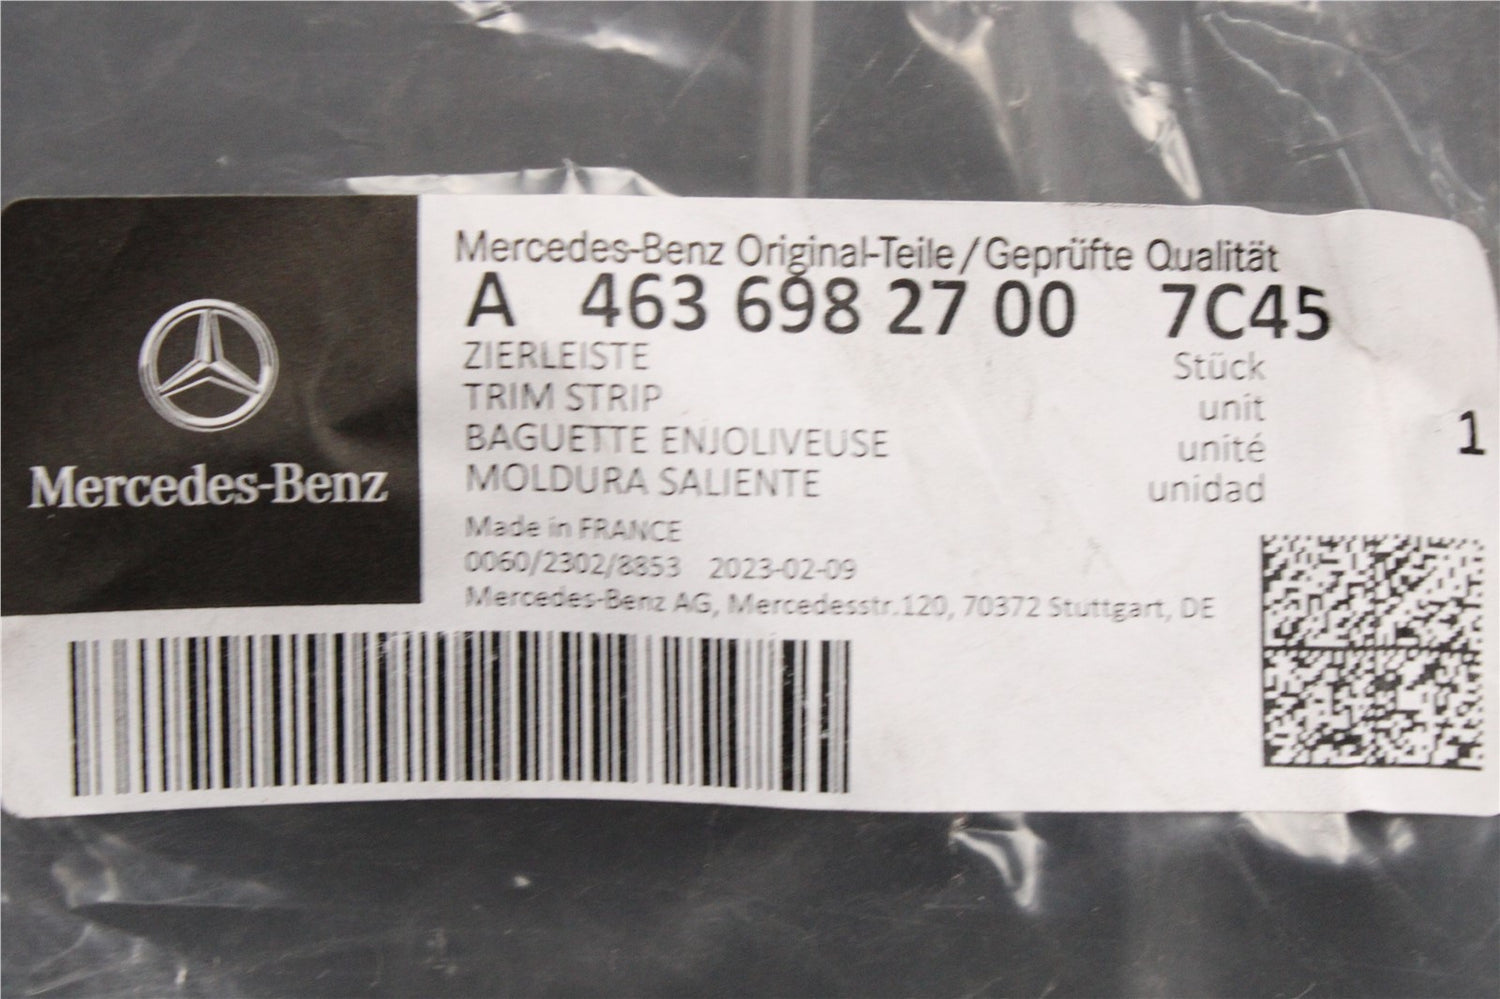 Mercedes-Benz
Mercedes-Benz Original-Teile/Geprüfte Qualität
A 463 698 27 00 7C45
ZIERLEISTE Stück
TRIM STRIP unit
BAGUETTE ENJOLIVEUSE unité
MOLDURA SALIENTE unidad
1
Made in FRANCE
0060/2302/8853 2023-02-09
Mercedes-Benz AG, Mercedesstr.120, 70372 Stuttgart, DE